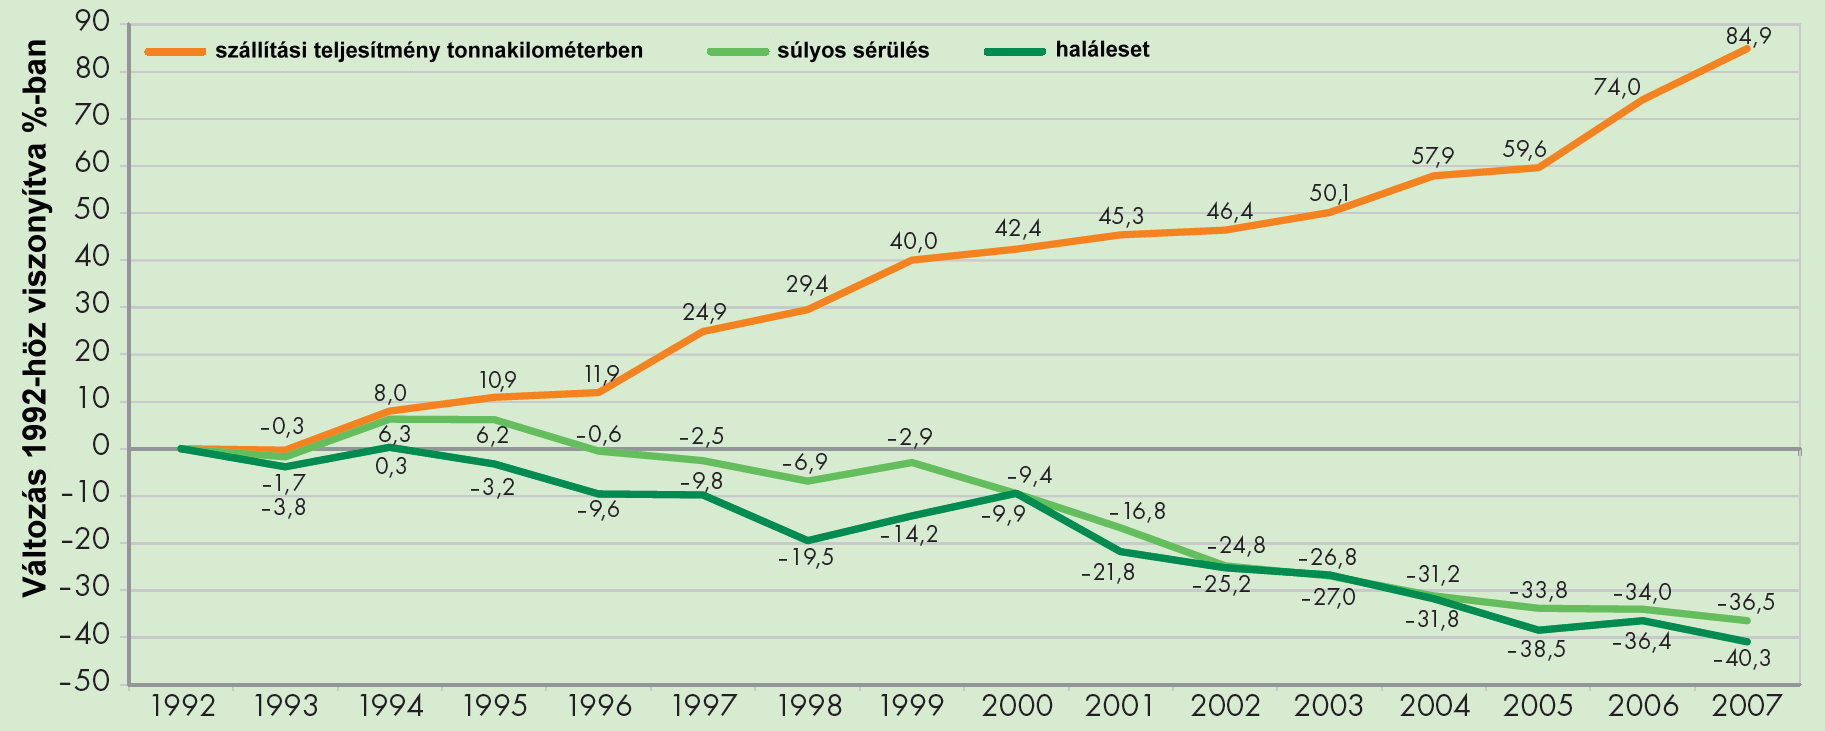 Változás 1992-höz viszonyítva %-ban
szállítási teljesítmény tonnakilométerben súlyos sérülés haláleset
90
80
70
60
50
40
30
20
10
0
-10
-20
-30
-40
-50
-0,3 8,0 10,9 11,9 24,9 29,4 40,0 42,4 45,3 46,4 50,1 57,9 59,6 74,0 84,9
-1,7 6,3 6,2 -0,6 -2,5 -6,9 -2,9 -9,4 -16,8 -24,8 -26,8 -31,2 -33,8 -34,0 -36,5
-3,8 0,3 -3,2 -9,6 -9,8 -19,5 -14,2 -9,9 -21,8 -25,2 -27,0 -31,8 -38,5 -36,4 -40,3
1992 1993 1994 1995 1996 1997 1998 1999 2000 2001 2002 2003 2004 2005 2006 2007